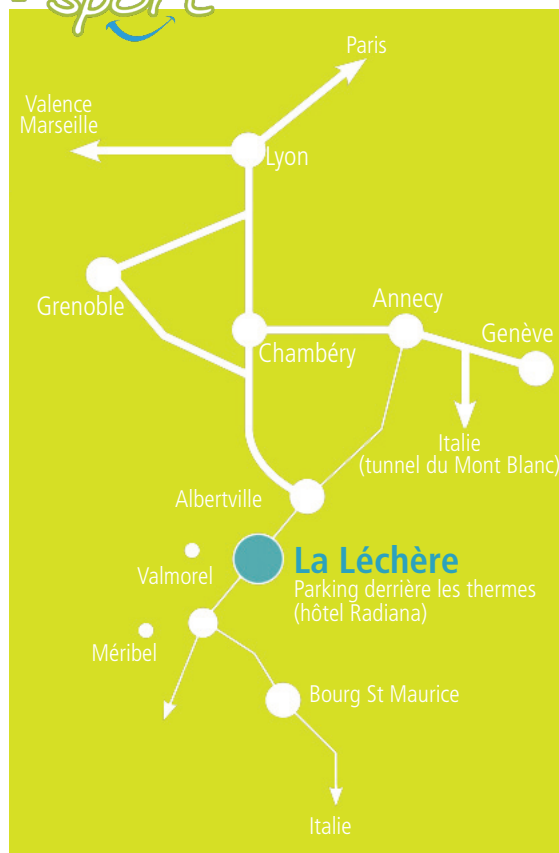 sport
Paris
Valence
Marseille
Lyon
Grenoble
Annecy
Genève
Chambéry
Italie
(tunnel du Mont Blanc)
Albertville
La Léchère
Parking derrière les thermes
(hôtel Radiana)
Valmorel
Méribel
Bourg St Maurice
Italie